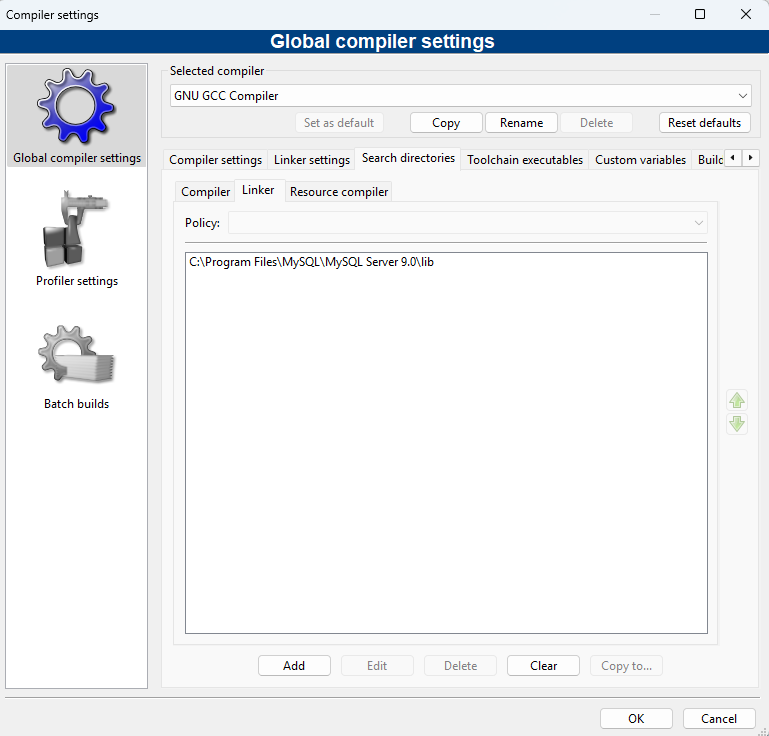 Compiler settings
Global compiler settings
Global compiler settings
Profiler settings
Batch builds
Selected compiler
GNU GCC Compiler
Set as default Copy Rename Delete Reset defaults
Compiler settings Linker settings Search directories Toolchain executables Custom variables Build
Compiler Linker Resource compiler
Policy:
C:\Program Files\MySQL\MySQL Server 9.0\lib
Add Edit Delete Clear Copy to...
OK Cancel